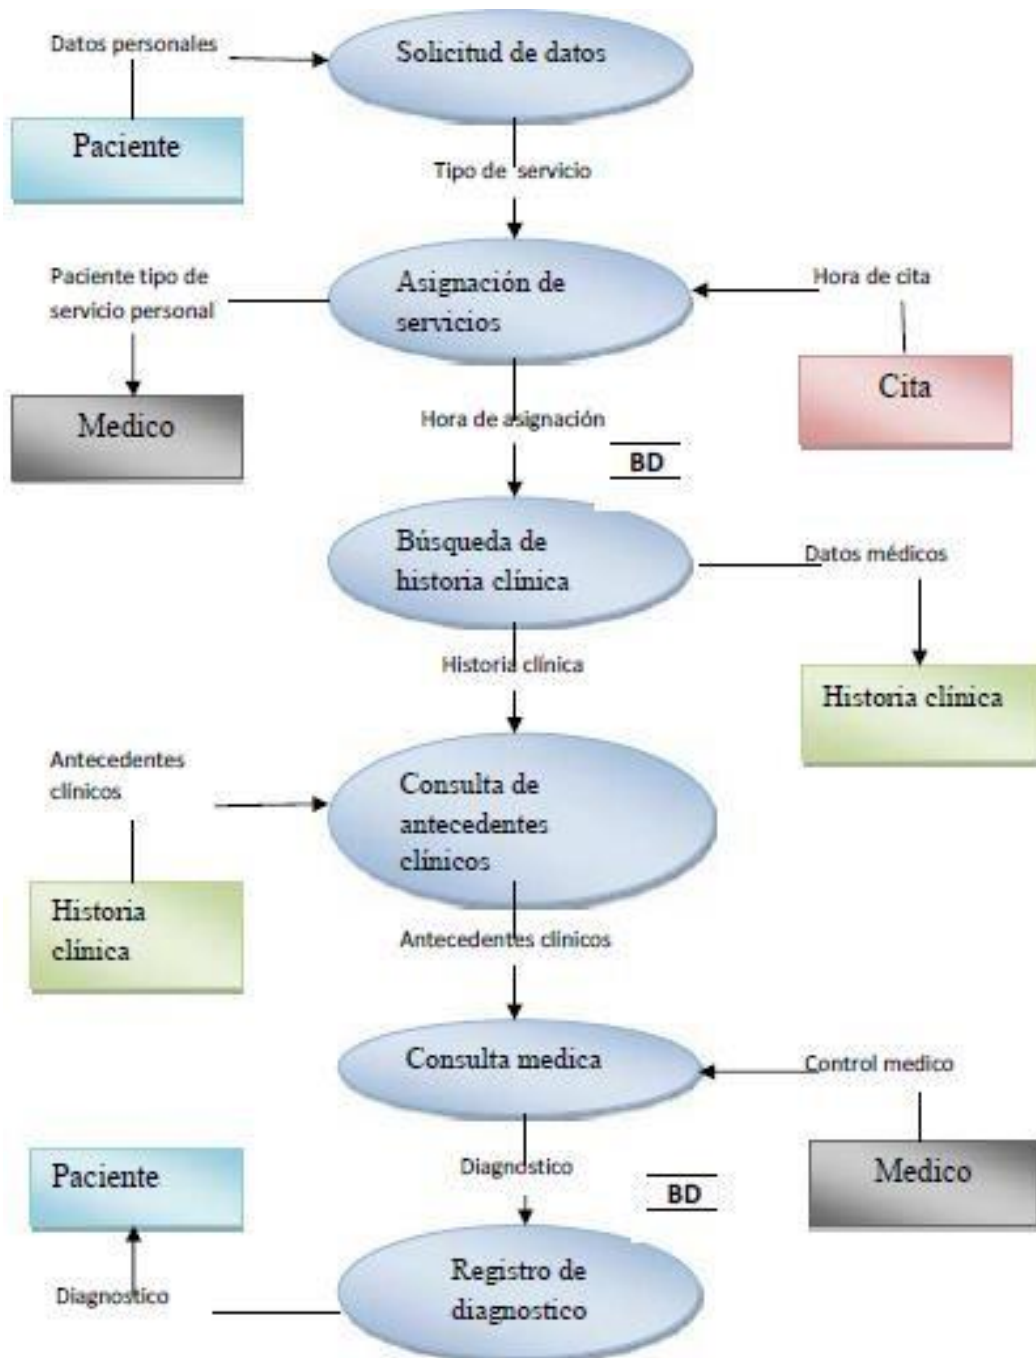 Datos personales
Solicitud de datos
Paciente
Tipo de servicio
Paciente tipo de
servicio personal
Asignación de
servicios
Hora de cita
Cita
Medico
Hora de asignación
BD
Búsqueda de
historia clínica
Datos médicos
Historia clínica
Historia clínica
Antecedentes
clínicos
Consulta de
antecedentes
clínicos
Historia
clínica
Antecedentes clínicos
Consulta medica
Control medico
Paciente
Diagnostico
BD
Medico
Diagnostico
Registro de
diagnostico